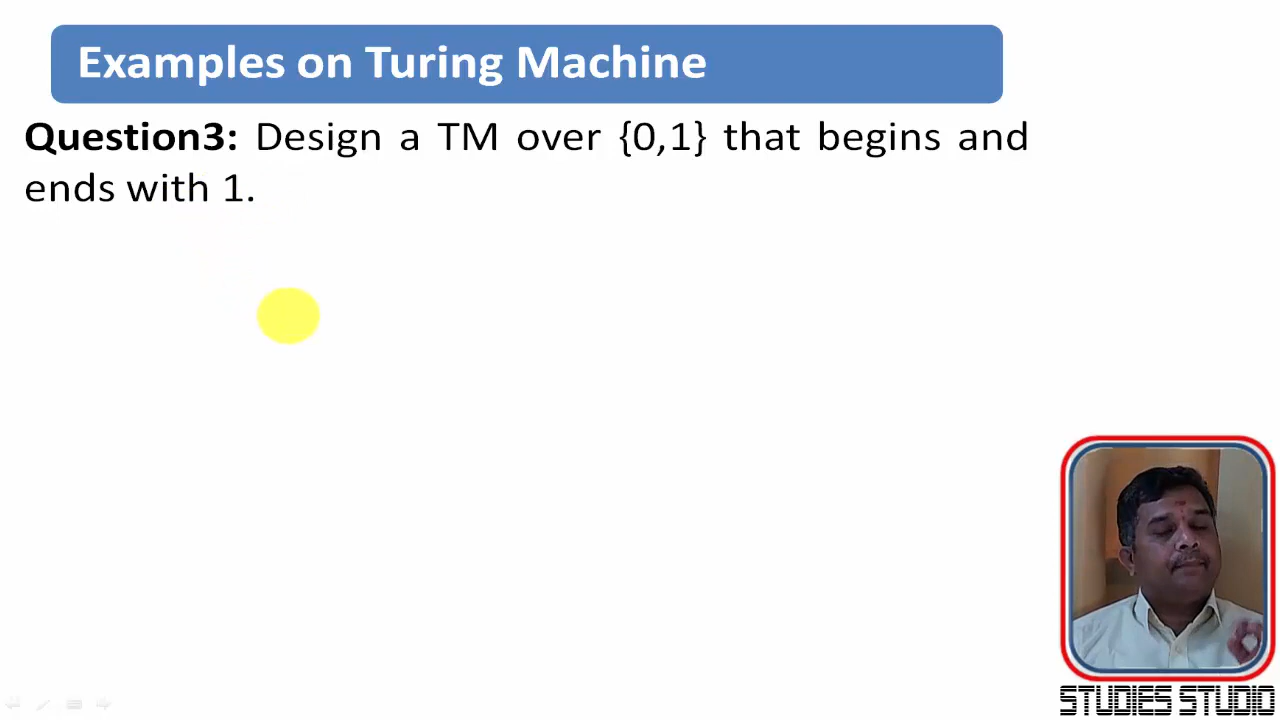 Examples on Turing Machine
Question3: Design a TM over {0,1} that begins and
ends with 1.
STUDIES STUDIO